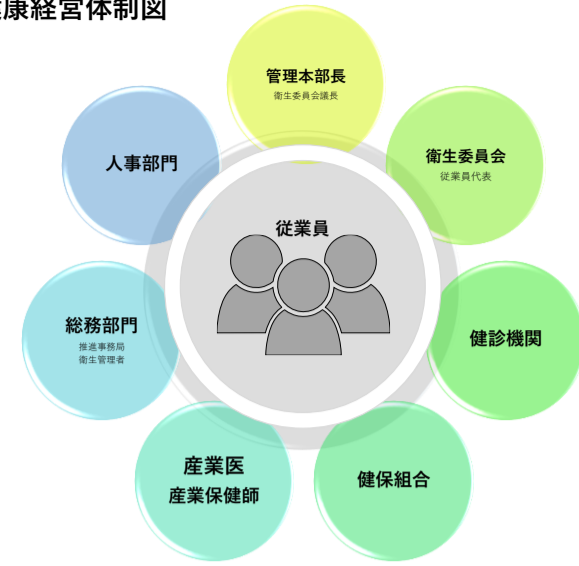 康経営体制図
管理本部長
衛生委員会議長
衛生委員会
従業員代表
健診機関
健保組合
産業医
産業保健師
総務部門
推進事務局
衛生管理者
人事部門
従業員